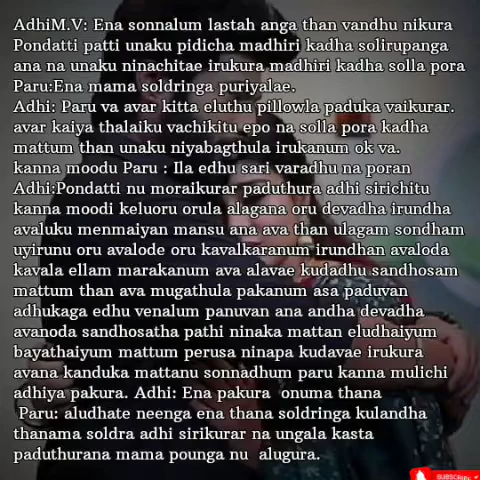 AdhiM.V: Ena sonnalum lastah anga than vandhu nikura
Pondatti patti unaku pidicha madhiri kadha solirupanga
ana na unaku ninachitae irukura madhiri kadha solla pora
Paru:Ena mama soldringa puriyalae.
Adhi: Paru va avar kitta eluthu pillowla paduka vaikurar.
avar kaiya thalaiku vachikitu epo na solla pora kadha
mattum than unaku niyabagthula irukanum ok va.
kanna moodu Paru : Ila edhu sari varadhu na poran
Adhi:Pondatti nu moraikurar paduthura adhi sirichitu
kanna moodi keluoru orula alagana oru devadha irundha
avaluku menmaiyan mansu ana ava than ulagam sondham
uyirunu oru avalode oru kavalkaranum irundhan avaloda
kavala ellam marakanum ava alavae kudadhu sandhosam
mattum than ava mugathula pakanum asa paduvan
adhukaga edhu venalum panuvan ana andha devadha
avanoda sandhosatha pathi ninaka mattan eludhaiyum
bayathaiyum mattum perusa ninapa kudavae irukura
avana kanduka mattanu sonnadhum paru kanna mulichi
adhiya pakura. Adhi: Ena pakura onuma thana
Paru: aludhate neenga ena thana soldringa kulandha
thanama soldra adhi sirikurar na ungala kasta
paduthurana mama pounga nu alugura.